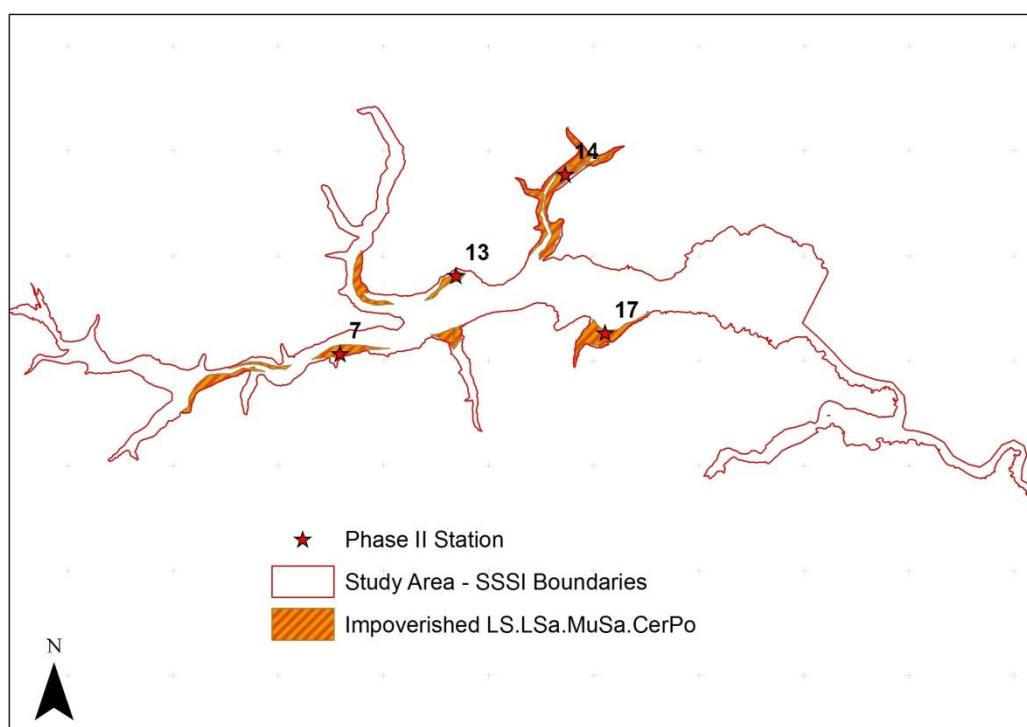 14
13
17
7
Phase II Station
Study Area - SSSI Boundaries
Impoverished LS.LSa.MuSa.CerPo
N